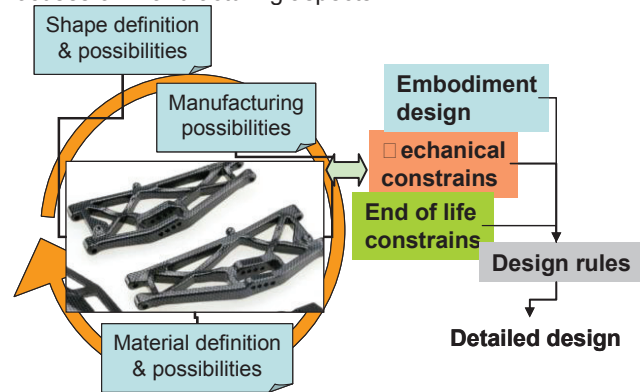 Shape definition
& possibilities
Manufacturing
possibilities
Material definition
& possibilities
Embodiment
design
echanical
constrains
End of life
constrains
Design rules
Detailed design